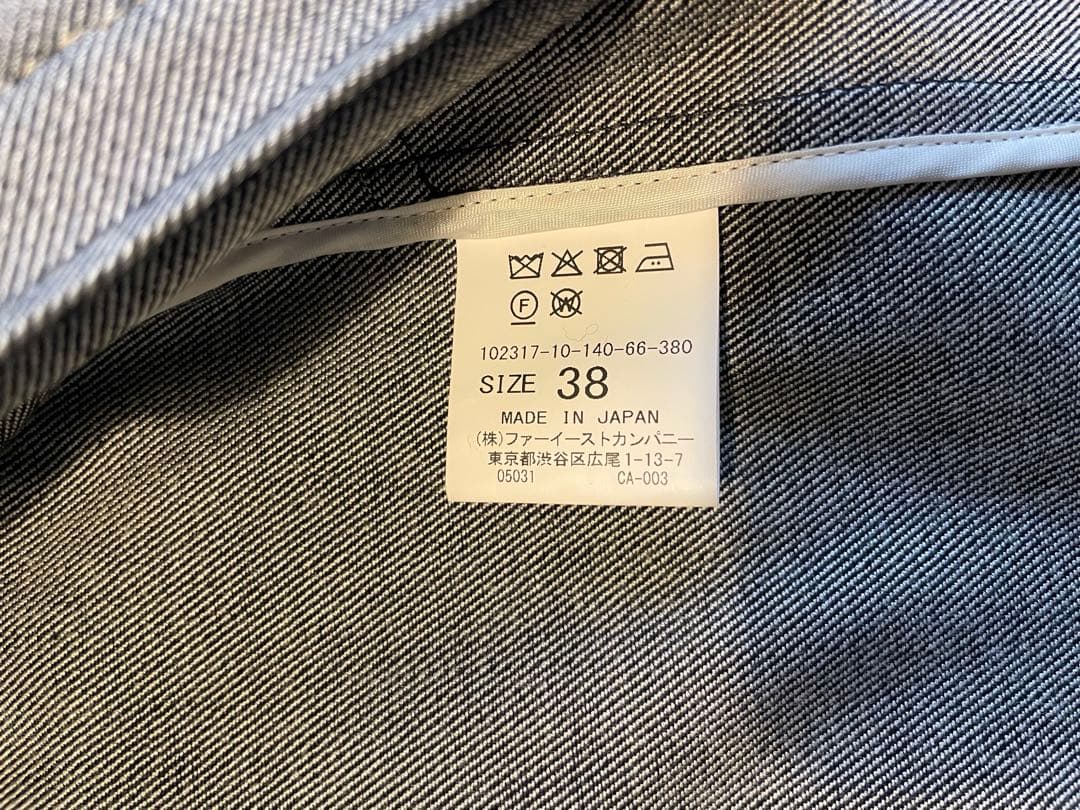 F W
102317-10-140-66-380
SIZE 38
MADE IN JAPAN
(株)ファーイーストカンパニー
東京都渋谷区広尾1-13-7
05031 CA-003